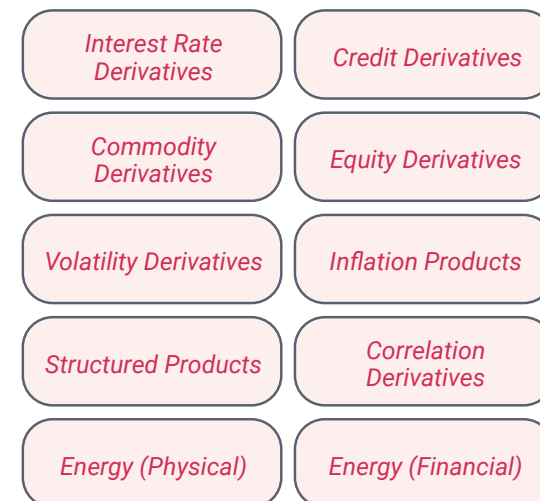 Interest Rate
Derivatives
Credit Derivatives
Commodity
Derivatives
Equity Derivatives
Volatility Derivatives
Inflation Products
Structured Products
Correlation
Derivatives
Energy (Physical)
Energy (Financial)